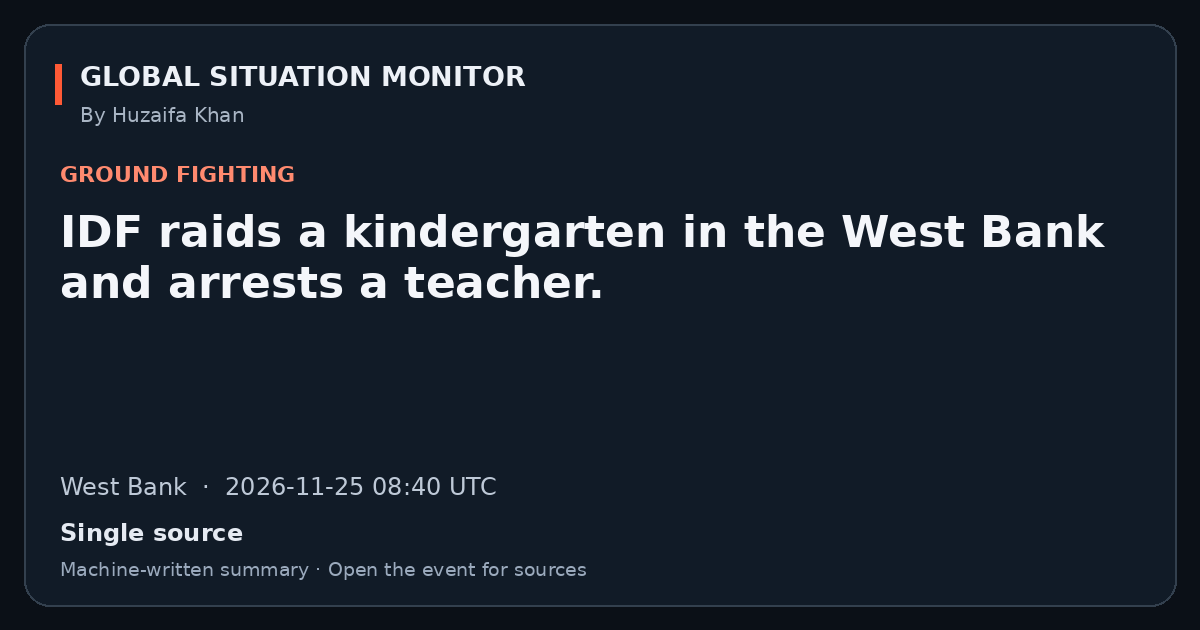 GLOBAL SITUATION MONITOR
By Huzaifa Khan
GROUND FIGHTING
IDF raids a kindergarten in the West Bank
and arrests a teacher.
West Bank · 2026-11-25 08:40 UTC
Single source
Machine-written summary · Open the event for sources